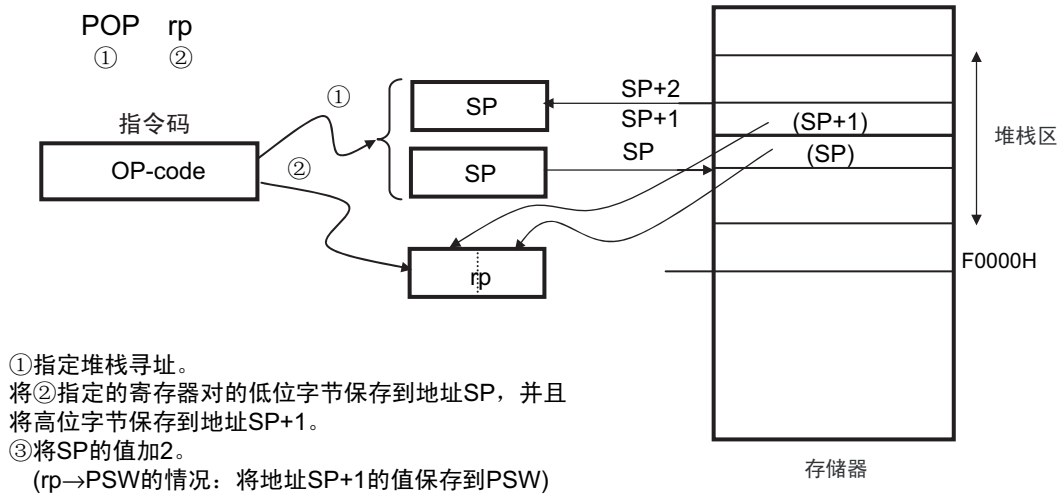 POP rp
① ②
指令码
OP-code
①
②
SP
SP
rp
SP+2
SP+1
SP
(SP+1)
(SP)
堆栈区
F0000H
存储器
①指定堆栈寻址。
将②指定的寄存器对的低位字节保存到地址SP，并且
将高位字节保存到地址SP+1。
③将SP的值加2。
(rp→PSW的情况：将地址SP+1的值保存到PSW)